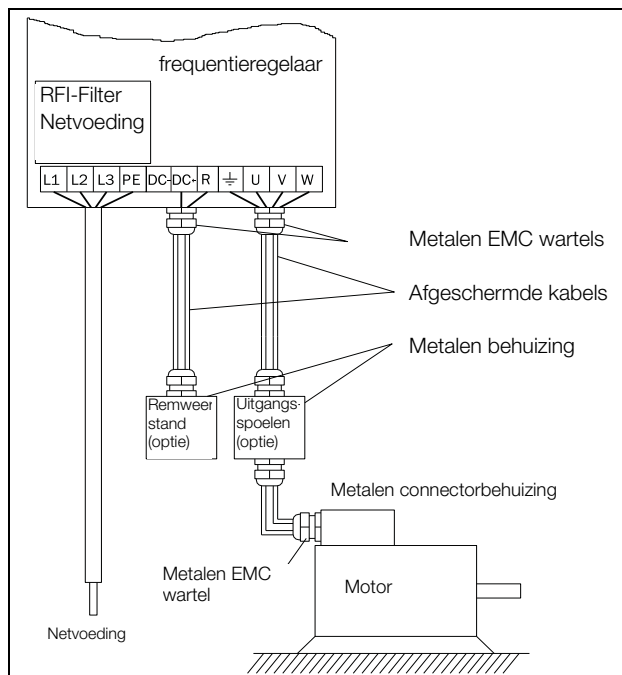 frequentieregelaar
RFI-Filter
Netvoeding
L1 L2 L3 PE DC- DC+ R ⏚ U V W
Metalen EMC wartels
Afgeschermde kabels
Metalen behuizing
Remweer
stand
(optie)
Uitgangs-
spoelen
(optie)
Metalen connectorbehuizing
Metalen EMC
wartel
Motor
Netvoeding